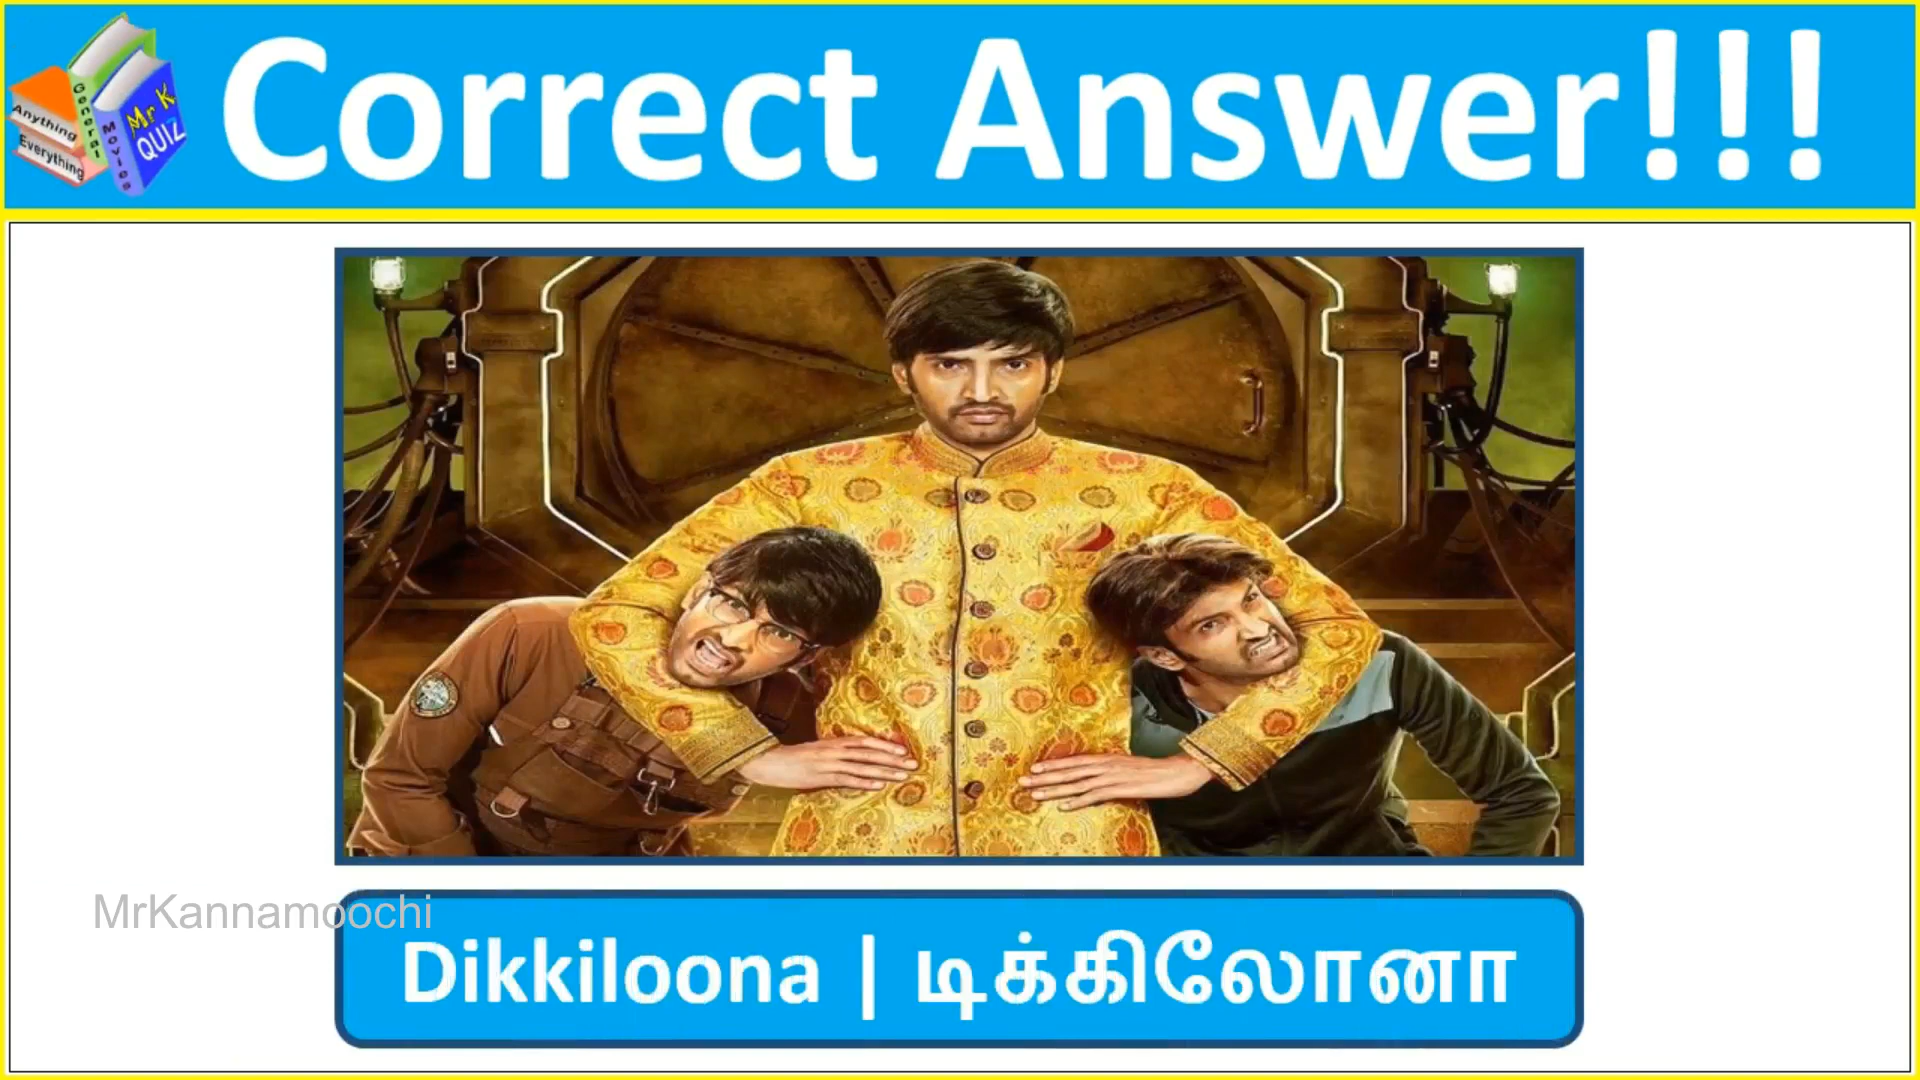 Correct Answer!!!
Anything
Everything
General
Movies
Mr K
QUIZ
MrKannamoochi
Dikkiloona | டிக்கிலோனா